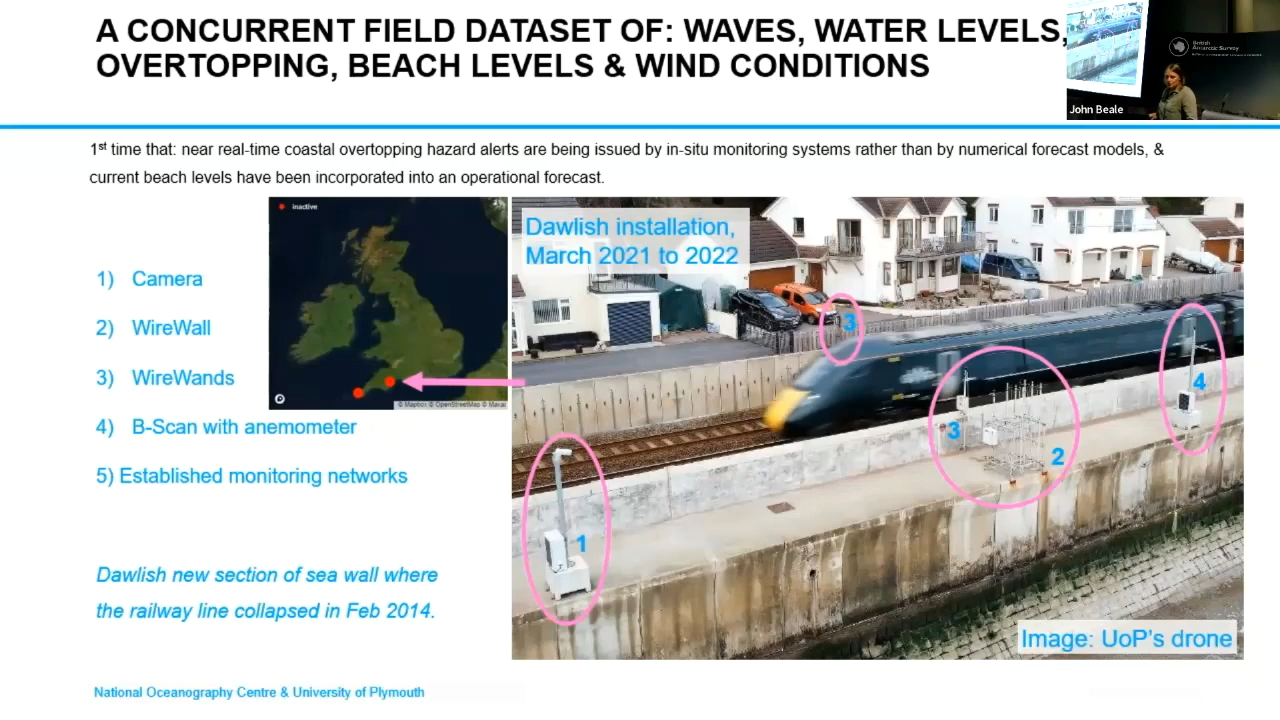 A CONCURRENT FIELD DATASET OF: WAVES, WATER LEVELS,
OVERTOPPING, BEACH LEVELS & WIND CONDITIONS
British
Antarctic Survey
John Beale
1st time that: near real-time coastal overtopping hazard alerts are being issued by in-situ monitoring systems rather than by numerical forecast models, &
current beach levels have been incorporated into an operational forecast.
inactive
Dawlish installation,
March 2021 to 2022
1) Camera
2) WireWall
3) WireWands
4) B-Scan with anemometer
5) Established monitoring networks
© Mapbox © OpenStreetMap © Maxar
3
4
3
2
1
Dawlish new section of sea wall where
the railway line collapsed in Feb 2014.
Image: UoP's drone
National Oceanography Centre & University of Plymouth